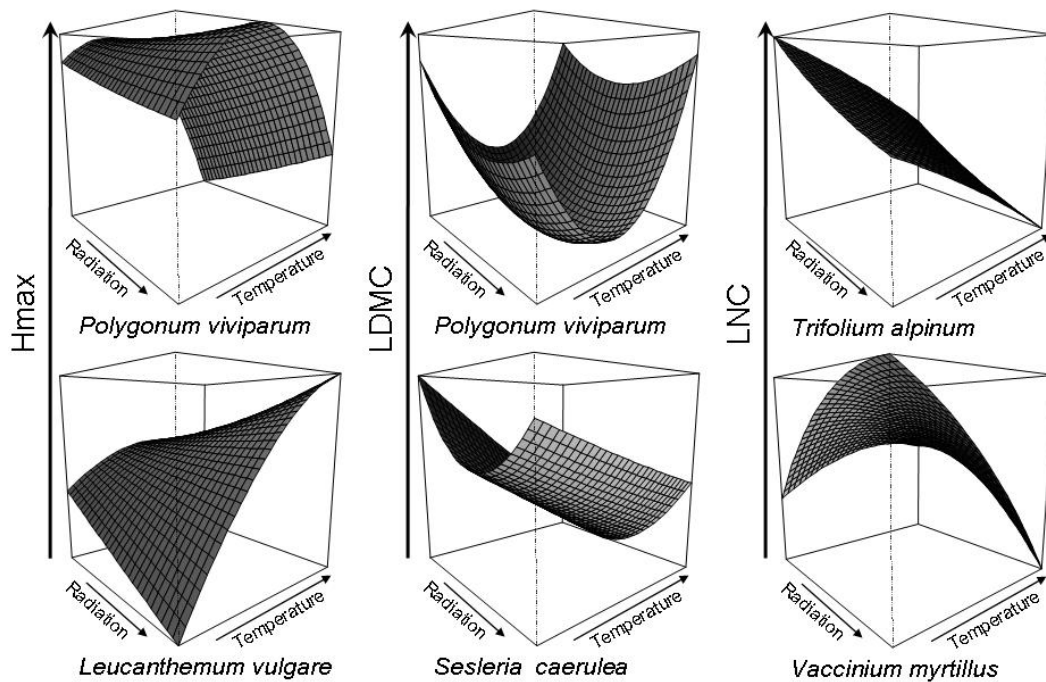 Hmax
Radiation
Temperature
Polygonum viviparum
Radiation
Temperature
Leucanthemum vulgare
LDMC
Radiation
Temperature
Polygonum viviparum
Radiation
Temperature
Sesleria caerulea
LNC
Radiation
Temperature
Trifolium alpinum
Radiation
Temperature
Vaccinium myrtillus